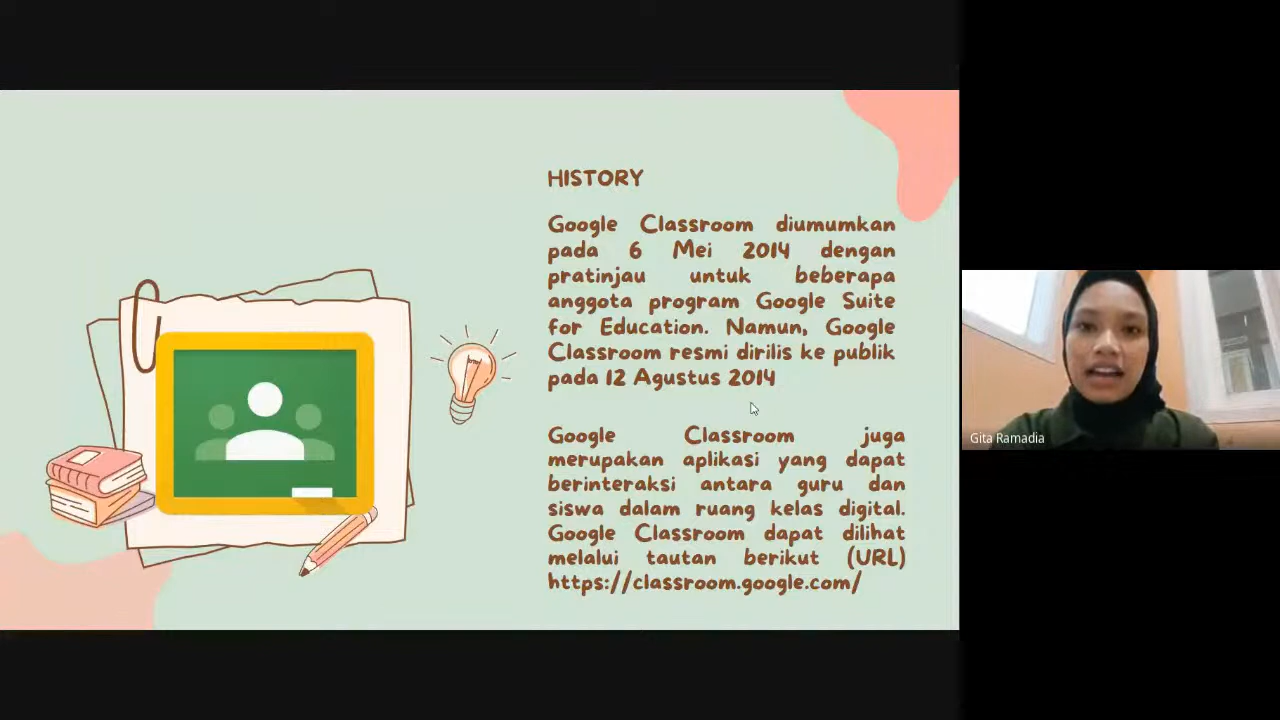 HISTORY
Google Classroom diumumkan
pada 6 Mei 2014 dengan
pratinjau untuk beberapa
anggota program Google Suite
for Education. Namun, Google
Classroom resmi dirilis ke publik
pada 12 Agustus 2014
Google Classroom juga
merupakan aplikasi yang dapat
berinteraksi antara guru dan
siswa dalam ruang kelas digital.
Google Classroom dapat dilihat
melalui tautan berikut (URL)
https://classroom.google.com/
Gita Ramadia